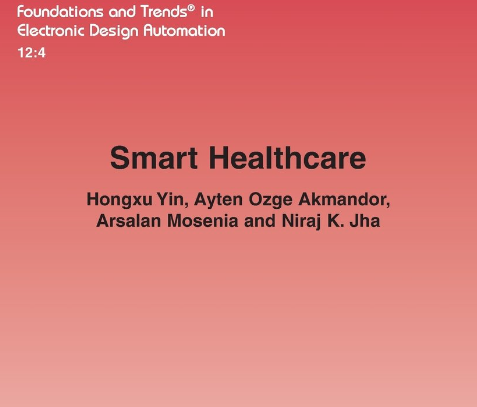 Foundations and Trends® in
Electronic Design Automation
12:4
Smart Healthcare
Hongxu Yin, Ayten Ozge Akmandor,
Arsalan Mosenia and Niraj K. Jha